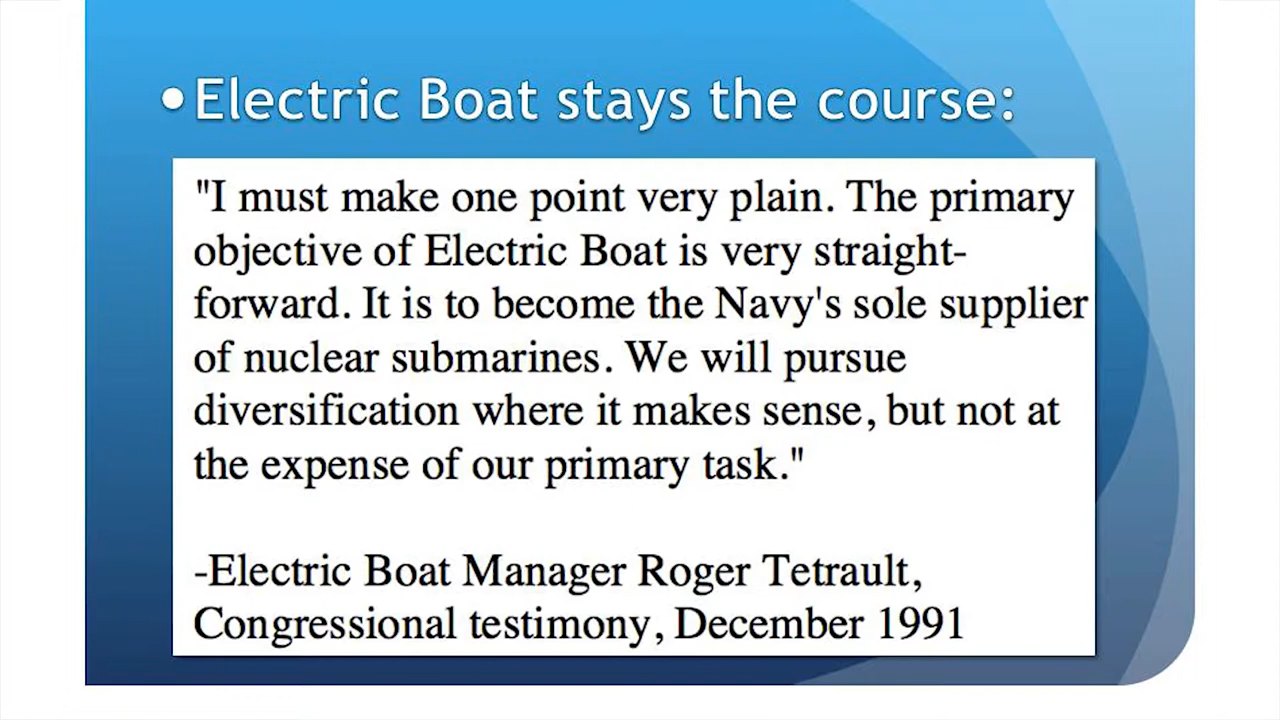 •Electric Boat stays the course:
"I must make one point very plain. The primary
objective of Electric Boat is very straight-
forward. It is to become the Navy's sole supplier
of nuclear submarines. We will pursue
diversification where it makes sense, but not at
the expense of our primary task."
-Electric Boat Manager Roger Tetrault,
Congressional testimony, December 1991